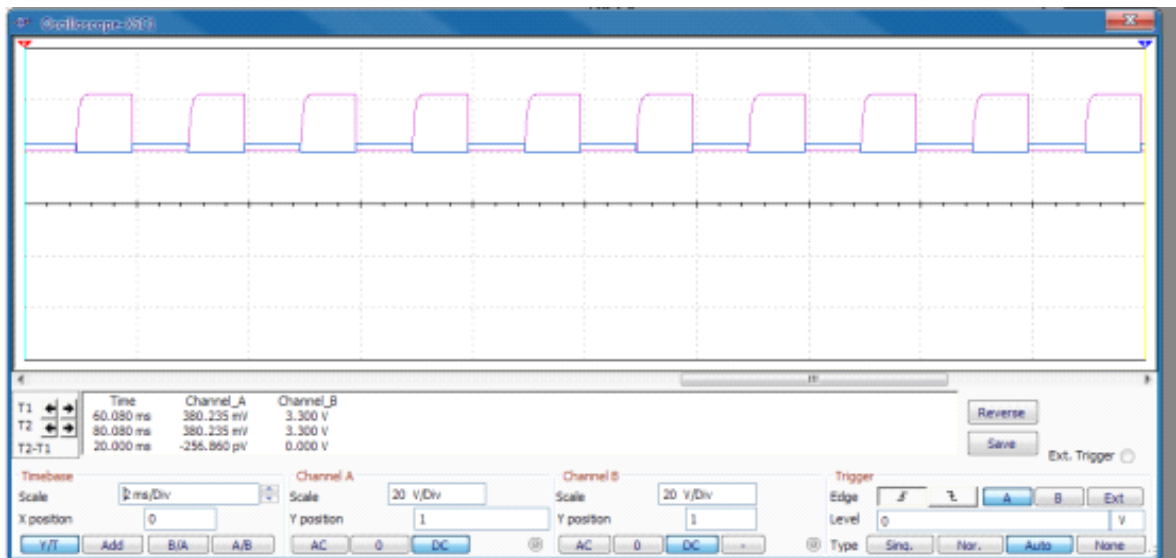 Oscilloscope-XSC1
T1
T2
T2-T1
Time Channel_A Channel_B
60.080 ms 380.235 mV 3.300 V
80.080 ms 380.235 mV 3.300 V
20.000 ms -256.860 pV 0.000 V
Reverse
Save
Ext. Trigger
Timebase
Scale 2 ms/Div
X position 0
Y/T Add B/A A/B
Channel A
Scale 20 V/Div
Y position 1
AC 0 DC
Channel B
Scale 20 V/Div
Y position 1
AC 0 DC -
Trigger
Edge A B Ext
Level 0 V
Type Sing. Nor. Auto None